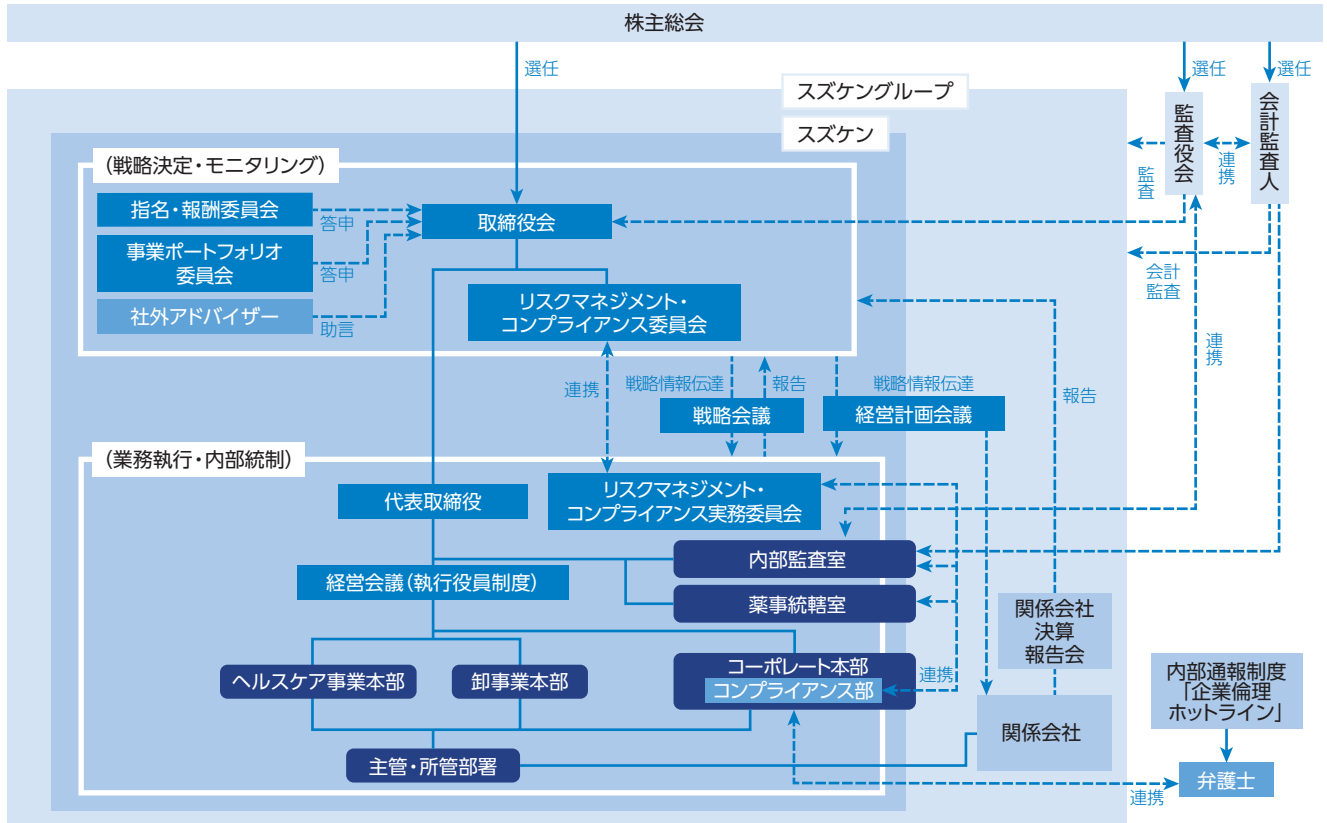 株主総会
選任
選任
選任
スズケングループ
スズケン
監査役会
会計監査人
連携
監査
(戦略決定・モニタリング)
指名・報酬委員会
答申
取締役会
事業ポートフォリオ
委員会
答申
社外アドバイザー
助言
リスクマネジメント・
コンプライアンス委員会
会計
監査
連携
連携
戦略情報伝達
報告
戦略情報伝達
報告
戦略会議
経営計画会議
(業務執行・内部統制)
代表取締役
リスクマネジメント・
コンプライアンス実務委員会
内部監査室
経営会議(執行役員制度)
薬事統轄室
関係会社
決算
報告会
ヘルスケア事業本部
卸事業本部
コーポレート本部
コンプライアンス部
連携
内部通報制度
「企業倫理
ホットライン」
関係会社
主管・所管部署
連携
弁護士